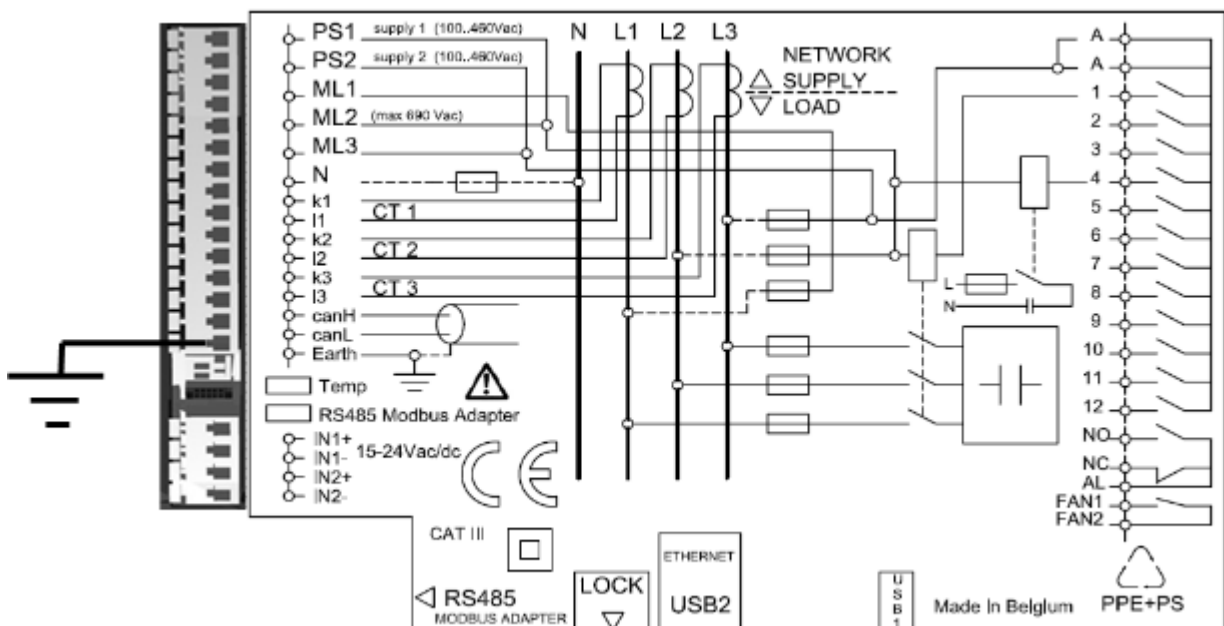 PS1 supply 1 (100..460Vac)
PS2 supply 2 (100..460Vac)
ML1
ML2 (max 690 Vac)
ML3
N
k1
l1 CT 1
k2
l2 CT 2
k3
l3 CT 3
canH
canL
Earth
Temp
RS485 Modbus Adapter
IN1+
IN1- 15-24Vac/dc
IN2+
IN2-
CE
CAT III
RS485
MODBUS ADAPTER
LOCK
ETHERNET
USB2
N L1 L2 L3
NETWORK
SUPPLY
LOAD
L
N
A
A
1
2
3
4
5
6
7
8
9
10
11
12
NO
NC
AL
FAN1
FAN2
USB1
Made In Belgium
PPE+PS